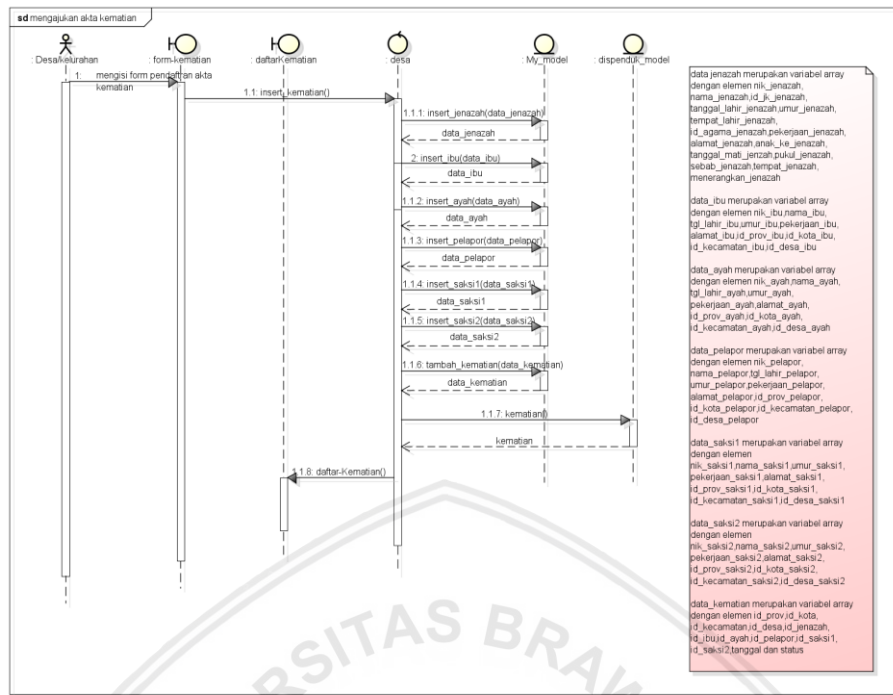 sd mengajukan akta kematian
: Desa/kelurahan
: form-kematian
: daftarKematian
: desa
: My_model
: dispenduk_model
1: mengisi form pendaftran akta
kematian
1.1: insert_kematian()
1.1.1: insert_jenazah(data_jenazah)
data_jenazah
2: insert_ibu(data_ibu)
data_ibu
1.1.2: insert_ayah(data_ayah)
data_ayah
1.1.3: insert_pelapor(data_pelapor)
data_pelapor
1.1.4: insert_saksi1(data_saksi1)
data_saksi1
1.1.5: insert_saksi2(data_saksi2)
data_saksi2
1.1.6: tambah_kematian(data_kematian)
data_kematian
1.1.7: kematian()
kematian
1.1.8: daftar-Kematian()
data jenazah merupakan variabel array
dengan elemen nik_jenazah,
nama_jenazah,id_jk_jenazah,
tanggal_lahir_jenazah,umur_jenazah,
tempat_lahir_jenazah,
id_agama_jenazah,pekerjaan_jenazah,
alamat_jenazah,anak_ke_jenazah,
tanggal_mati_jenzah,pukul_jenazah,
sebab_jenazah,tempat_jenazah,
menerangkan_jenazah
data_ibu merupakan variabel array
dengan elemen nik_ibu,nama_ibu,
tgl_lahir_ibu,umur_ibu,pekerjaan_ibu,
alamat_ibu,id_prov_ibu,id_kota_ibu,
id_kecamatan_ibu,id_desa_ibu
data_ayah merupakan variabel array
dengan elemen nik_ayah,nama_ayah,
tgl_lahir_ayah,umur_ayah,
pekerjaan_ayah,alamat_ayah,
id_prov_ayah,id_kota_ayah,
id_kecamatan_ayah,id_desa_ayah
data_pelapor merupakan variabel array
dengan elemen nik_pelapor,
nama_pelapor,tgl_lahir_pelapor,
umur_pelapor,pekerjaan_pelapor,
alamat_pelapor,id_prov_pelapor,
id_kota_pelapor,id_kecamatan_pelapor,
id_desa_pelapor
data_saksi1 merupakan variabel array
dengan elemen
nik_saksi1,nama_saksi1,umur_saksi1,
pekerjaan_saksi1,alamat_saksi1,
id_prov_saksi1,id_kota_saksi1,
id_kecamatan_saksi1,id_desa_saksi1
data_saksi2 merupakan variabel array
dengan elemen
nik_saksi2,nama_saksi2,umur_saksi2,
pekerjaan_saksi2,alamat_saksi2,
id_prov_saksi2,id_kota_saksi2,
id_kecamatan_saksi2,id_desa_saksi2
data_kematian merupakan variabel array
dengan elemen id_prov,id_kota,
id_kecamatan,id_desa,id_jenazah,
id_ibu,id_ayah,id_pelapor,id_saksi1,
id_saksi2,tanggal dan status
RSITAS BRAW